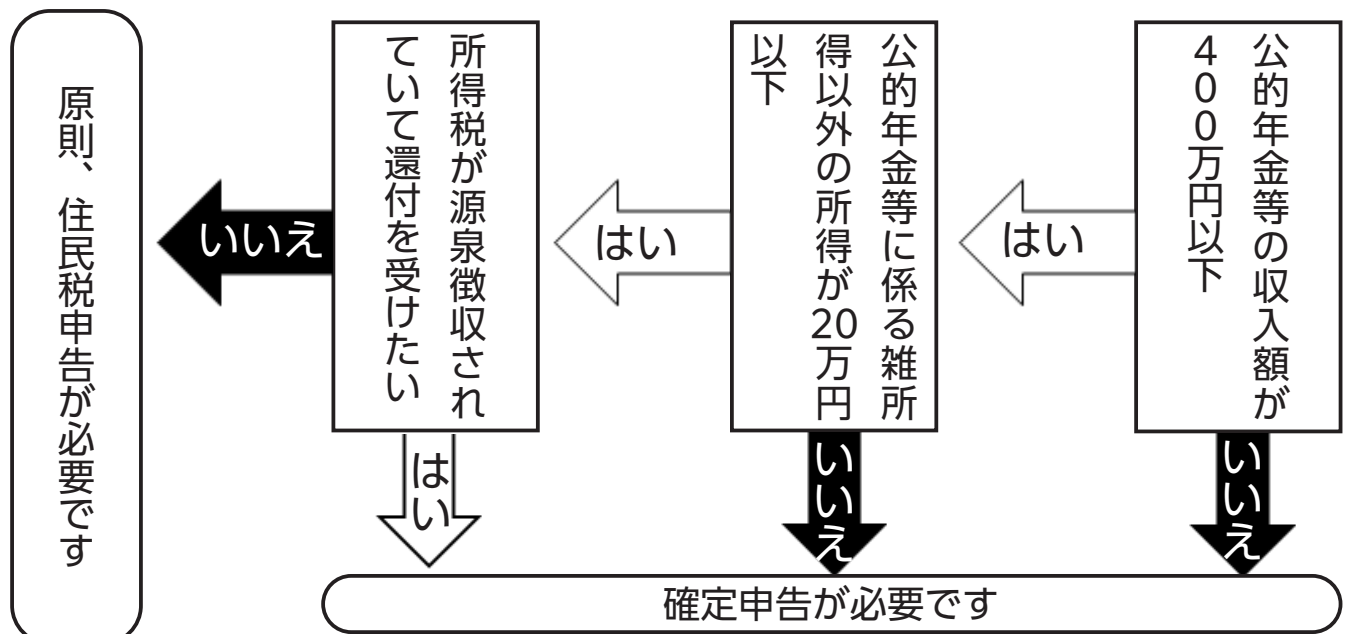 公的年金等の収入額が
400万円以下
はい
いいえ
公的年金等に係る雑所
得以外の所得が20万円
以下
はい
いいえ
所得税が源泉徴収され
ていて還付を受けたい
いいえ
はい
原則、住民税申告が必要です
確定申告が必要です